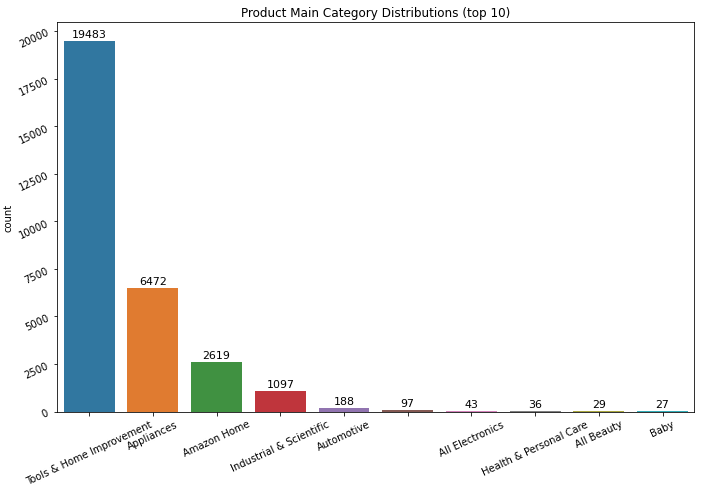 Product Main Category Distributions (top 10)
20000
17500
15000
12500
10000
7500
5000
2500
0
count
19483
6472
2619
1097
188
97
43
36
29
27
Tools & Home Improvement
Appliances
Amazon Home
Industrial & Scientific
Automotive
All Electronics
Health & Personal Care
All Beauty
Baby